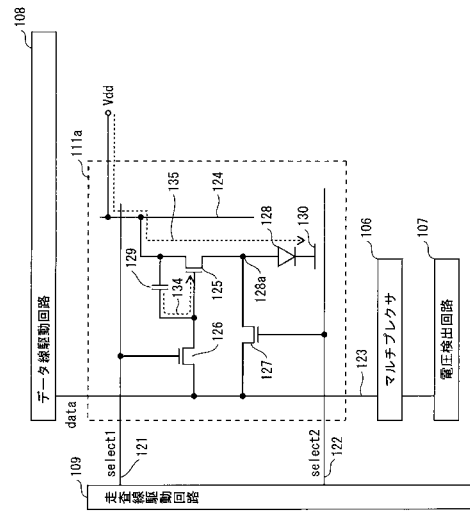 108
データ線駆動回路
Vdd
111a
data
135
124
129
134
125
128
130
128a
126
127
109
走査線駆動回路
select1
121
select2
122
123
106
マルチプレクサ
107
電圧検出回路